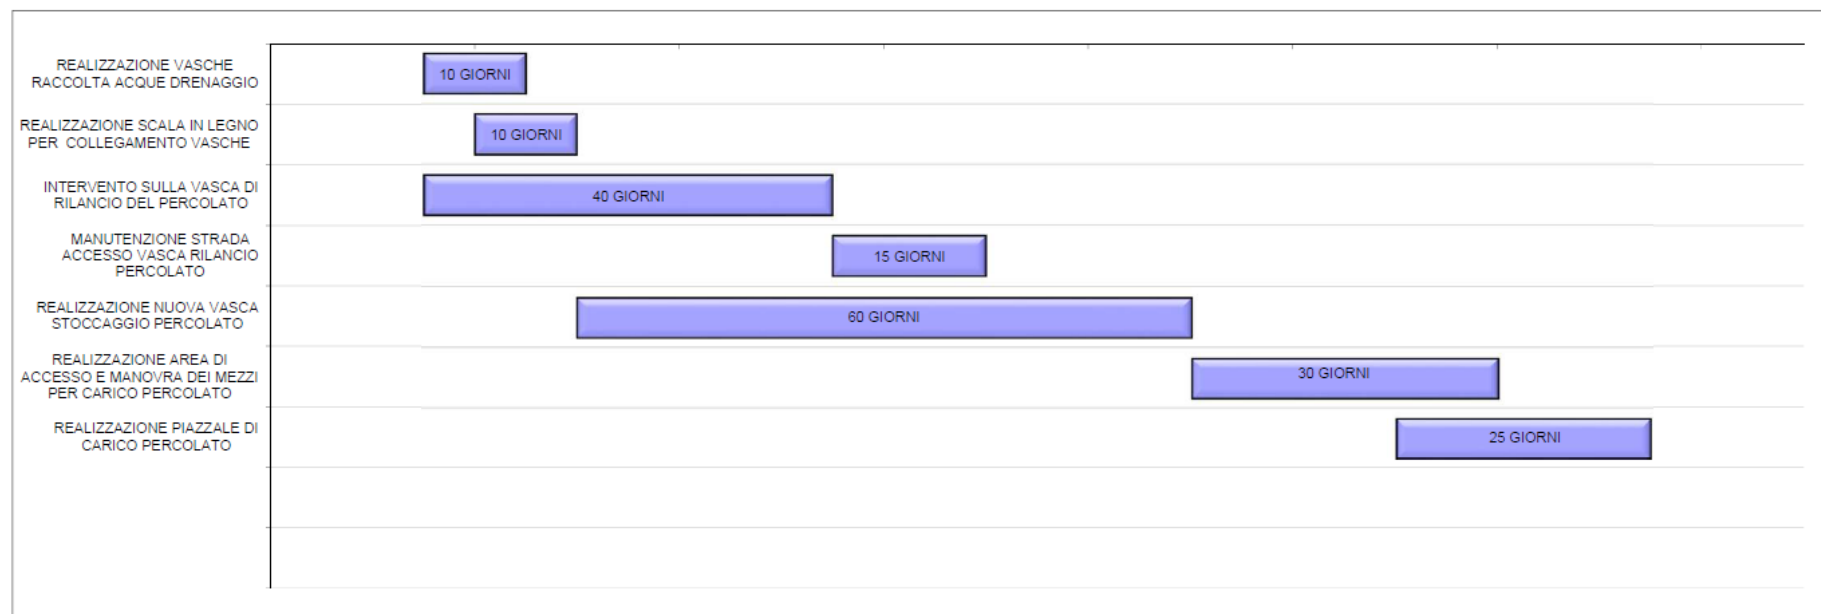 REALIZZAZIONE VASCHE
RACCOLTA ACQUE DRENAGGIO
10 GIORNI
REALIZZAZIONE SCALA IN LEGNO
PER COLLEGAMENTO VASCHE
10 GIORNI
INTERVENTO SULLA VASCA DI
RILANCIO DEL PERCOLATO
40 GIORNI
MANUTENZIONE STRADA
ACCESSO VASCA RILANCIO
PERCOLATO
15 GIORNI
REALIZZAZIONE NUOVA VASCA
STOCCAGGIO PERCOLATO
60 GIORNI
REALIZZAZIONE AREA DI
ACCESSO E MANOVRA DEI MEZZI
PER CARICO PERCOLATO
30 GIORNI
REALIZZAZIONE PIAZZALE DI
CARICO PERCOLATO
25 GIORNI